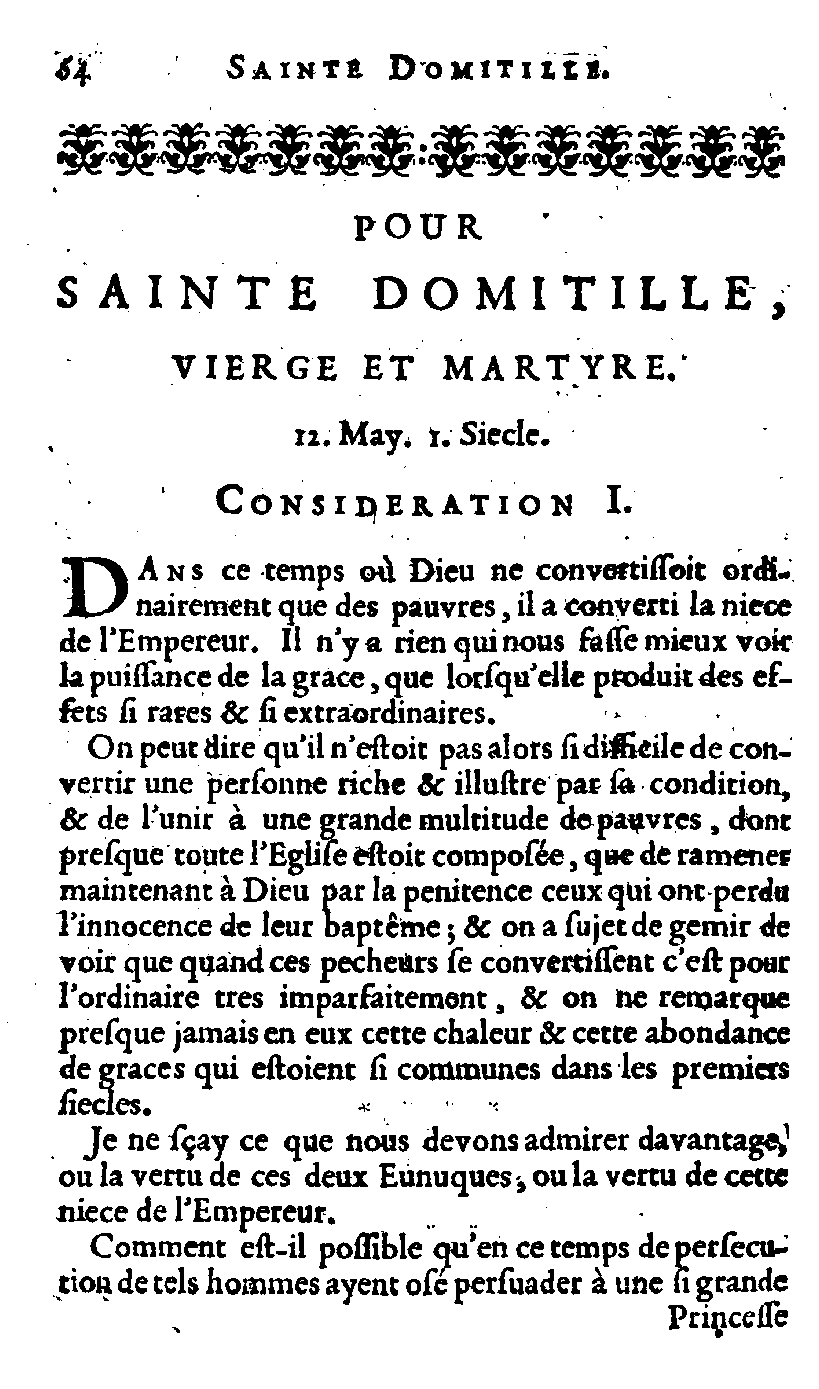 64 SAINTE DOMITILLE.
POUR
SAINTE DOMITILLE,
VIERGE ET MARTYRE.
12. May. 1. Siecle.
CONSIDERATION I.
DANS ce temps où Dieu ne convertiſſoit ordi-
nairement que des pauvres, il a converti la niece
de l'Empereur. Il n'y a rien qui nous faſſe mieux voir
la puiſſance de la grace, que lorſqu'elle produit des ef-
fets ſi rares & ſi extraordinaires.
On peut dire qu'il n'eſtoit pas alors ſi difficile de con-
vertir une perſonne riche & illuſtre par ſa condition,
& de l'unir à une grande multitude de pauvres, dont
preſque toute l'Egliſe eſtoit compoſée, que de ramener
maintenant à Dieu par la penitence ceux qui ont perdu
l'innocence de leur baptême; & on a ſujet de gemir de
voir que quand ces pecheurs ſe convertiſſent c'eſt pour
l'ordinaire tres imparfaitement, & on ne remarque
preſque jamais en eux cette chaleur & cette abondance
de graces qui eſtoient ſi communes dans les premiers
ſiecles.
Je ne ſçay ce que nous devons admirer davantage,
ou la vertu de ces deux Eunuques, ou la vertu de cette
niece de l'Empereur.
Comment eſt-il poſſible qu'en ce temps de perſecu-
tion de tels hommes ayent oſé perſuader à une ſi grande
Princeſſe